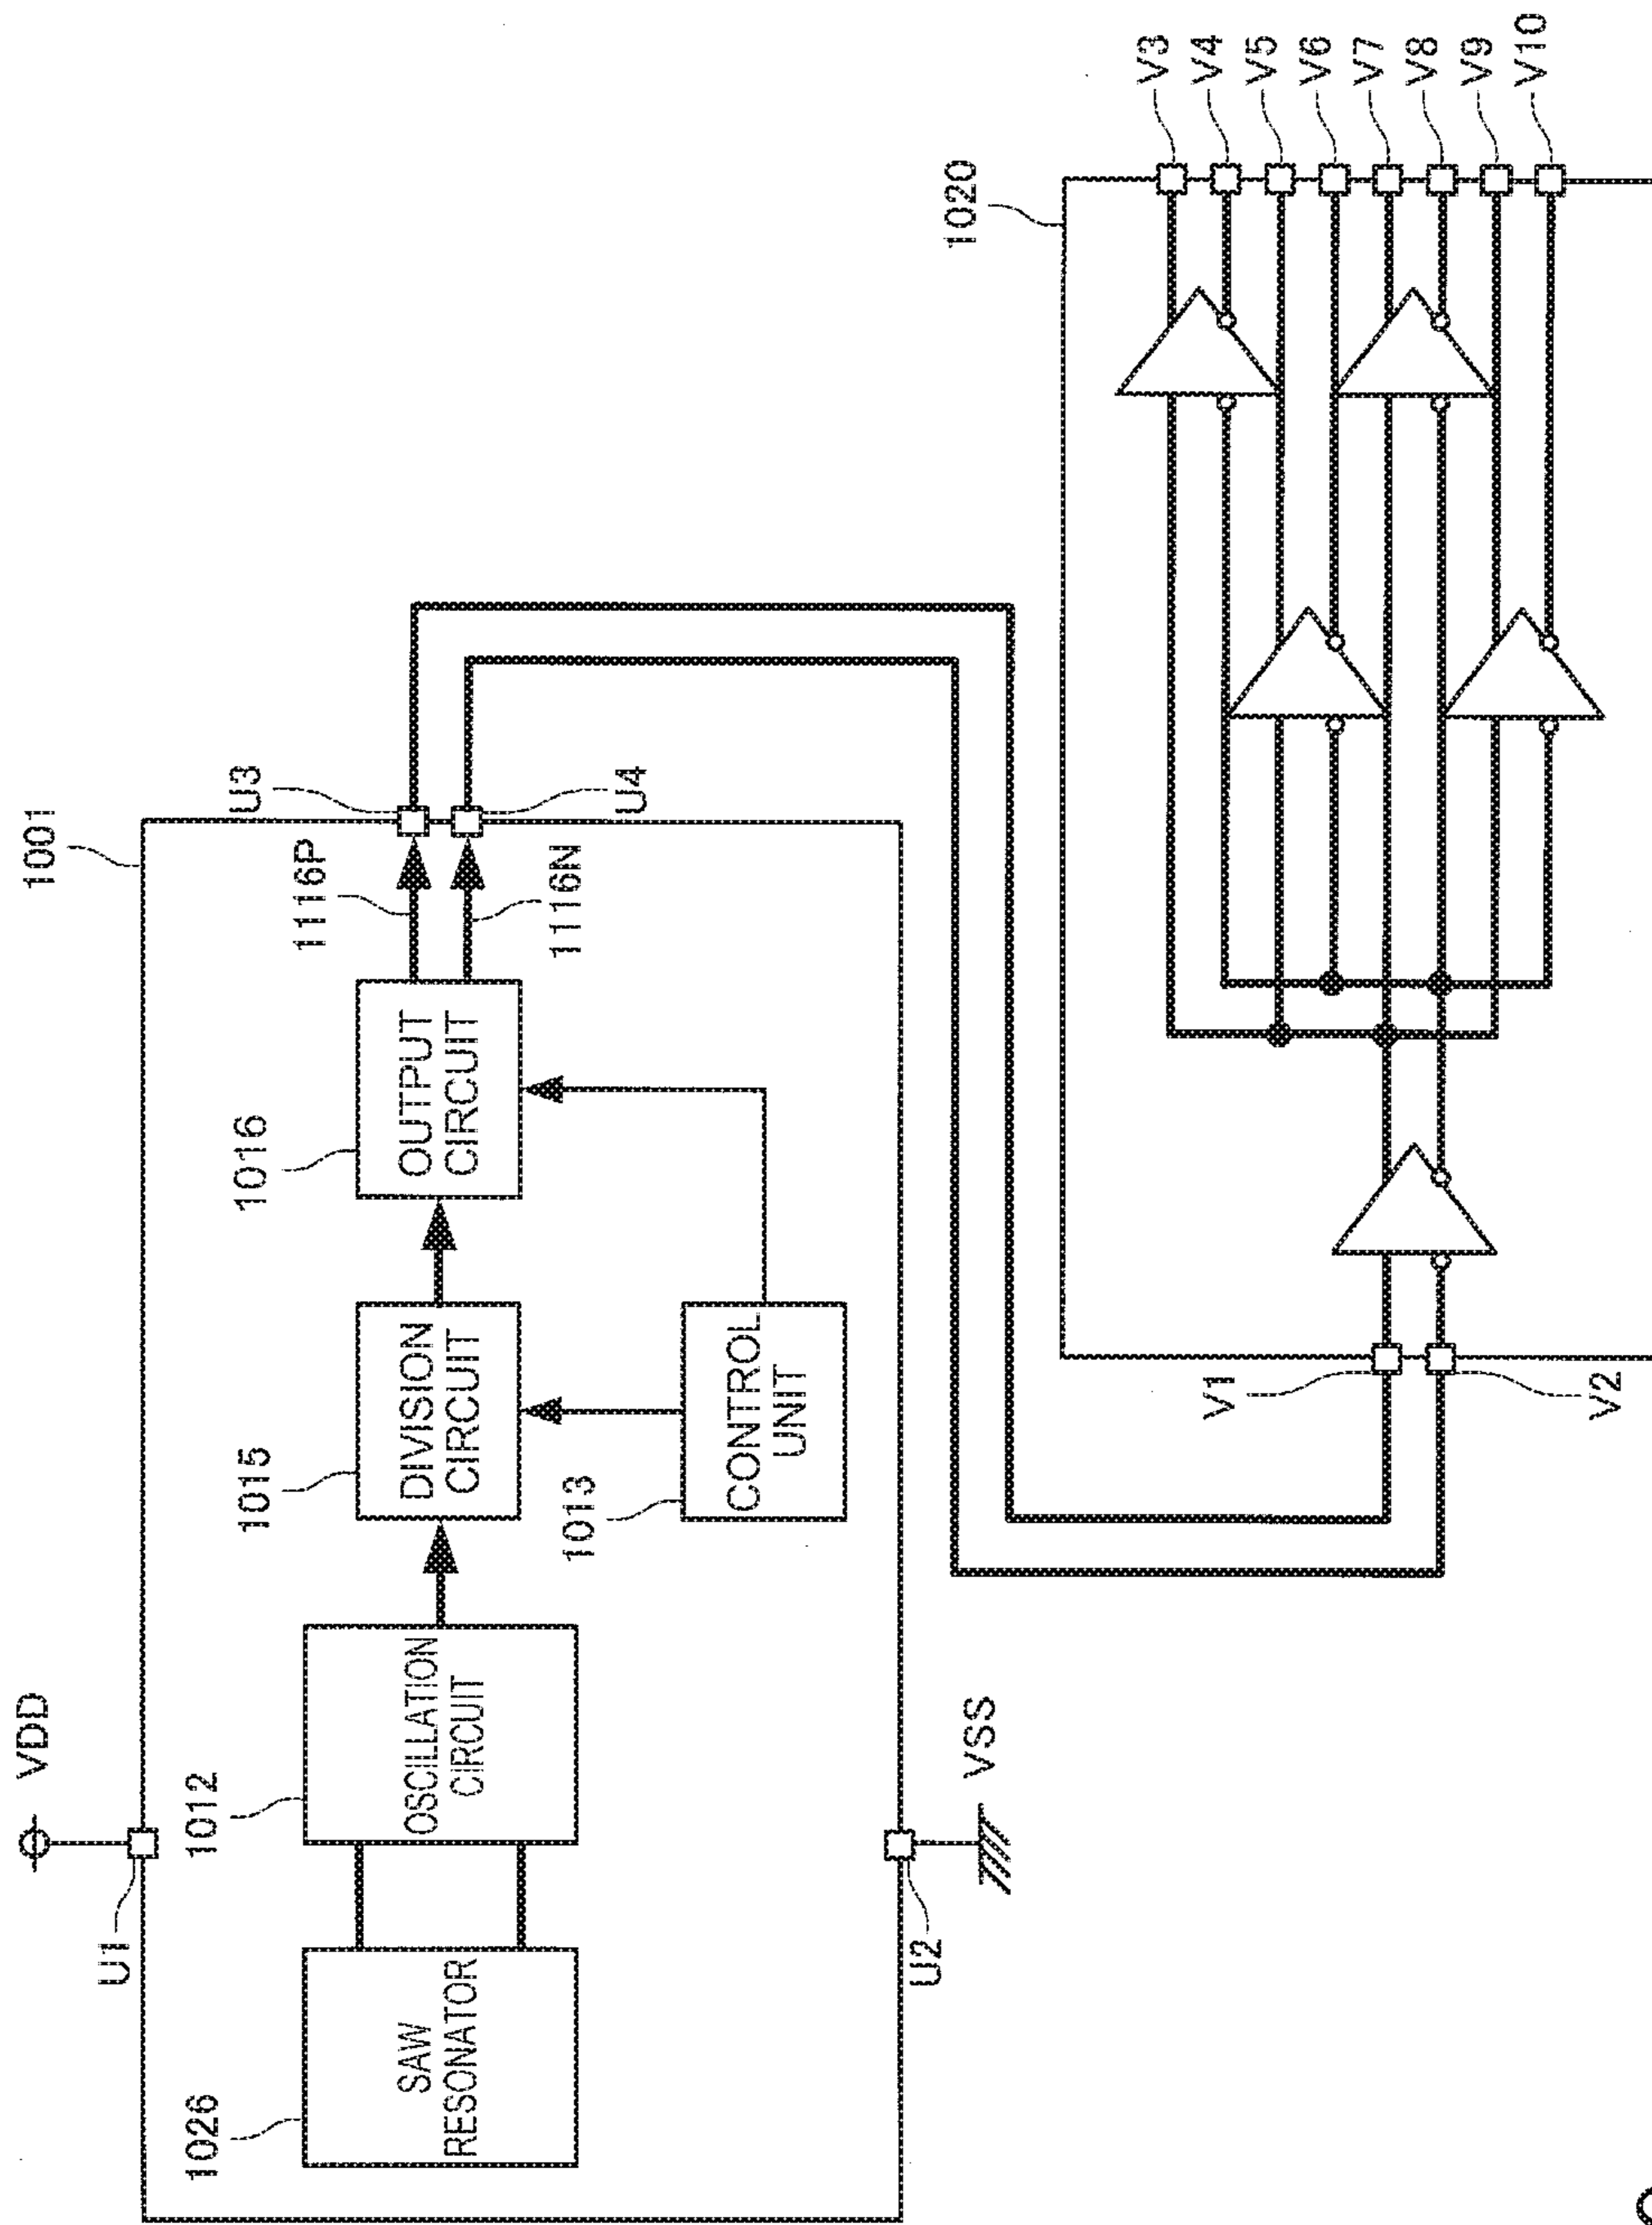 VDD
U1
1001
1026
SAW
RESONATOR
1012
OSCILLATION
CIRCUIT
1015
DIVISION
CIRCUIT
1016
OUTPUT
CIRCUIT
1116P
1116N
U3
U4
1013
CONTROL
UNIT
U2
VSS
1020
V1
V2
V3
V4
V5
V6
V7
V8
V9
V10